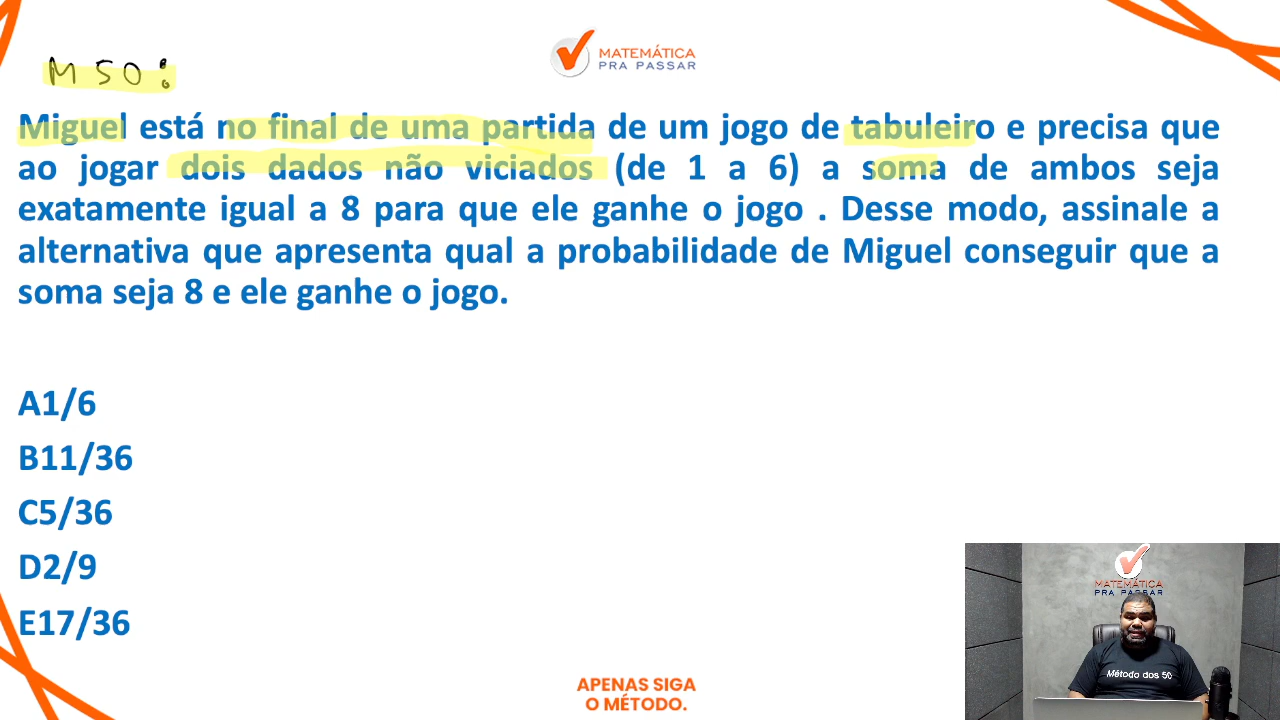 MATEMÁTICA
PRA PASSAR
M 50:
Miguel está no final de uma partida de um jogo de tabuleiro e precisa que
ao jogar dois dados não viciados (de 1 a 6) a soma de ambos seja
exatamente igual a 8 para que ele ganhe o jogo . Desse modo, assinale a
alternativa que apresenta qual a probabilidade de Miguel conseguir que a
soma seja 8 e ele ganhe o jogo.
A1/6
B11/36
C5/36
D2/9
E17/36
MATEMÁTICA
PRA PASSAR
Método dos 50
APENAS SIGA
O MÉTODO.